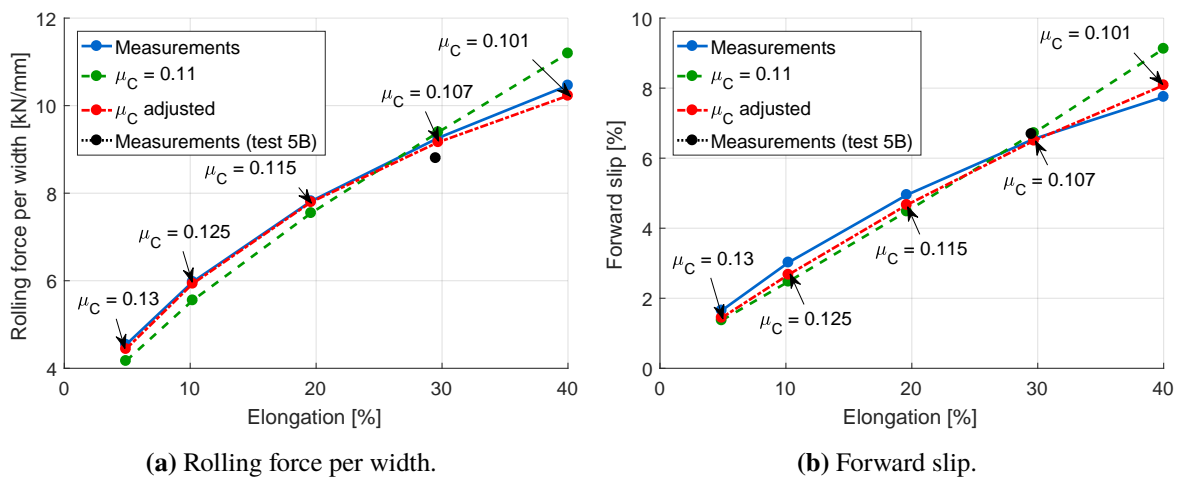 12
10
8
6
4
0
10
20
30
40
Rolling force per width [kN/mm]
Elongation [%]
Measurements
μC = 0.11
μC adjusted
Measurements (test 5B)
μC = 0.101
μC = 0.107
μC = 0.115
μC = 0.125
μC = 0.13
(a) Rolling force per width.
10
8
6
4
2
0
0
10
20
30
40
Forward slip [%]
Elongation [%]
Measurements
μC = 0.11
μC adjusted
Measurements (test 5B)
μC = 0.101
μC = 0.107
μC = 0.115
μC = 0.13
μC = 0.125
(b) Forward slip.